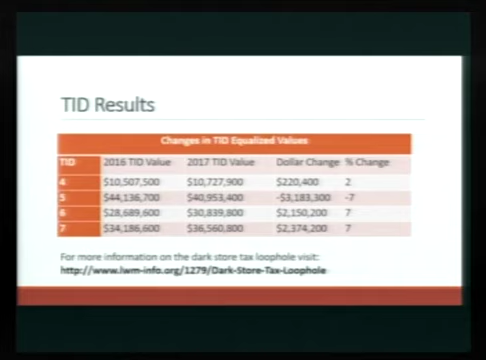 TID Results
Changes in TID Equalized Values
TID 2016 TID Value 2017 TID Value Dollar Change % Change
4 $10,507,500 $10,727,900 $220,400 2
5 $44,136,700 $40,953,400 -$3,183,300 -7
6 $28,689,600 $30,839,800 $2,150,200 7
7 $34,186,600 $36,560,800 $2,374,200 7
For more information on the dark store tax loophole visit:
http://www.lwm-info.org/1279/Dark-Store-Tax-Loophole